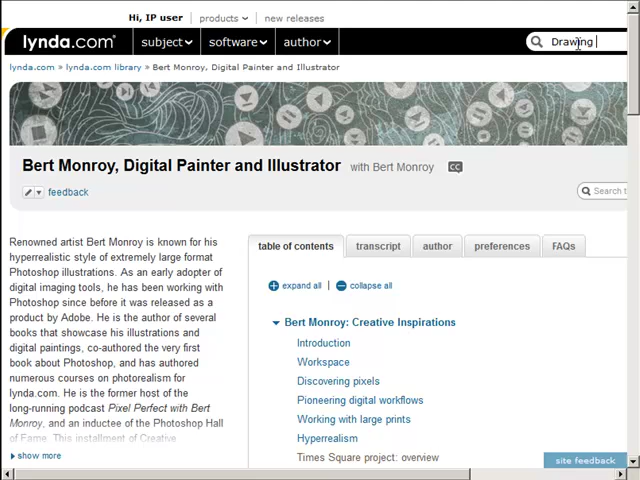 Hi, IP user products new releases
lynda.com subject software author Drawing
lynda.com » lynda.com library » Bert Monroy, Digital Painter and Illustrator
Bert Monroy, Digital Painter and Illustrator with Bert Monroy CC
feedback Search t
Renowned artist Bert Monroy is known for his
hyperrealistic style of extremely large format
Photoshop illustrations. As an early adopter of
digital imaging tools, he has been working with
Photoshop since before it was released as a
product by Adobe. He is the author of several
books that showcase his illustrations and
digital paintings, co-authored the very first
book about Photoshop, and has authored
numerous courses on photorealism for
lynda.com. He is the former host of the
long-running podcast Pixel Perfect with Bert
Monroy, and an inductee of the Photoshop Hall
of Fame. This installment of Creative
show more
table of contents transcript author preferences FAQs
expand all | collapse all
Bert Monroy: Creative Inspirations
Introduction
Workspace
Discovering pixels
Pioneering digital workflows
Working with large prints
Hyperrealism
Times Square project: overview
site feedback